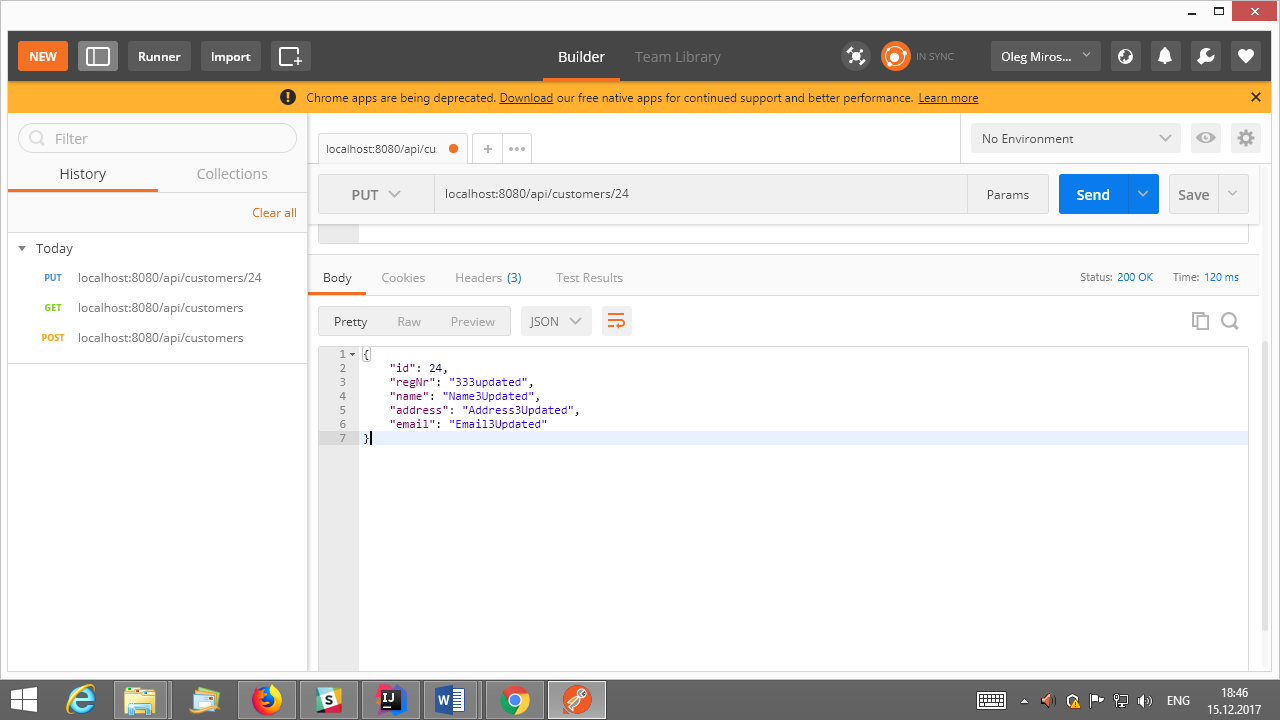 NEW Runner Import Builder Team Library IN SYNC Oleg Miros...
Chrome apps are being deprecated. Download our free native apps for continued support and better performance. Learn more
Filter
History Collections
Clear all
Today
PUT localhost:8080/api/customers/24
GET localhost:8080/api/customers
POST localhost:8080/api/customers
localhost:8080/api/cu
No Environment
PUT localhost:8080/api/customers/24 Params Send Save
Body Cookies Headers (3) Test Results Status: 200 OK Time: 120 ms
Pretty Raw Preview JSON
1 {
2 "id": 24,
3 "regNr": "333updated",
4 "name": "Name3Updated",
5 "address": "Address3Updated",
6 "email": "Email3Updated"
7 }
ENG
18:46
15.12.2017